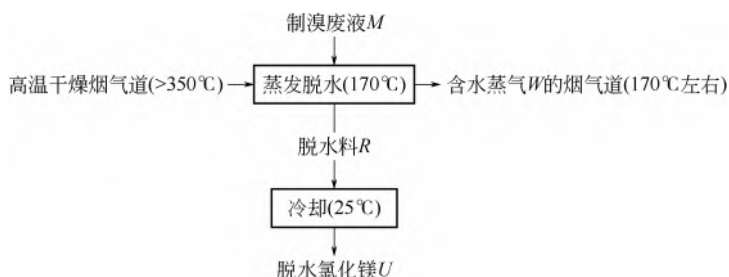 制溴废液M
高温干燥烟气道(>350℃)
蒸发脱水(170℃)
含水蒸气W的烟气道(170℃左右)
脱水料R
冷却(25℃)
脱水氯化镁U